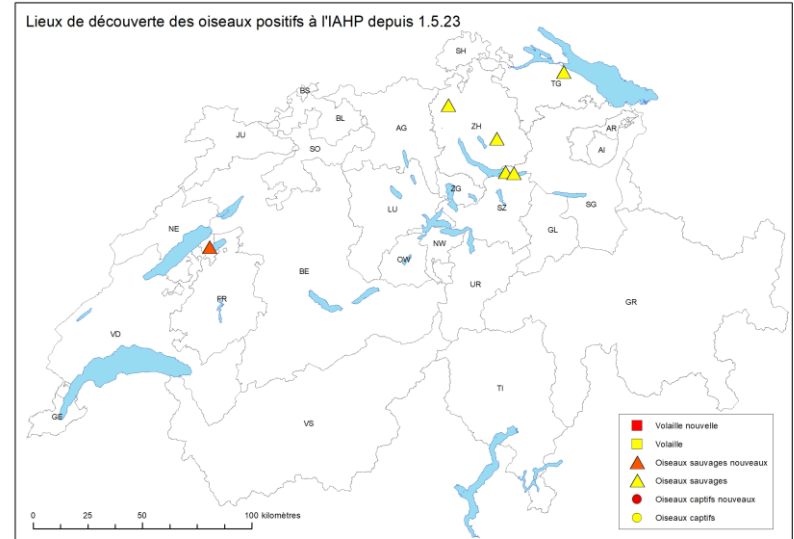 Lieux de découverte des oiseaux positifs à l'IAHP depuis 1.5.23
SH
TG
BS
BL
AG
ZH
AR
AI
JU
SO
ZG
LU
SZ
SG
NE
NW
GL
OW
BE
UR
FR
GR
VD
TI
VS
GE
Volaille nouvelle
Volaille
Oiseaux sauvages nouveaux
Oiseaux sauvages
Oiseaux captifs nouveaux
Oiseaux captifs
0 25 50 100 kilomètres